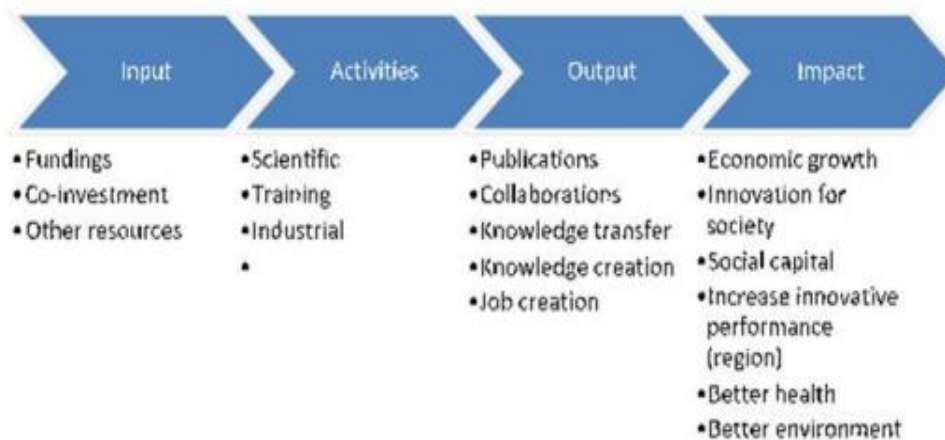 Input
Activities
Output
Impact
•Fundings
•Co-investment
•Other resources
•Scientific
•Training
•Industrial
•
•Publications
•Collaborations
•Knowledge transfer
•Knowledge creation
•Job creation
•Economic growth
•Innovation for
society
•Social capital
•Increase innovative
performance
(region)
•Better health
•Better environment